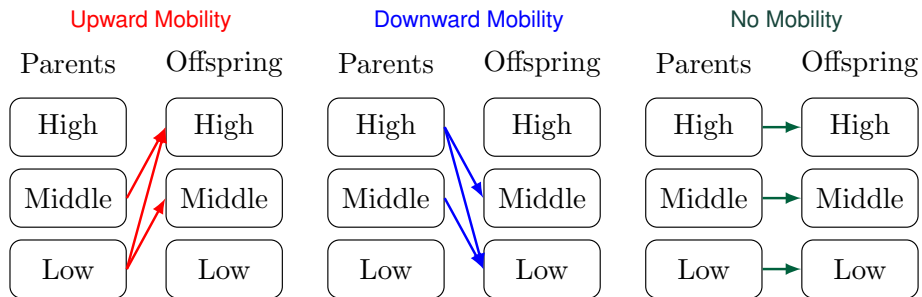 Upward Mobility Downward Mobility No Mobility
Parents Offspring Parents Offspring Parents Offspring
High High High High High High
Middle Middle Middle Middle Middle Middle
Low Low Low Low Low Low